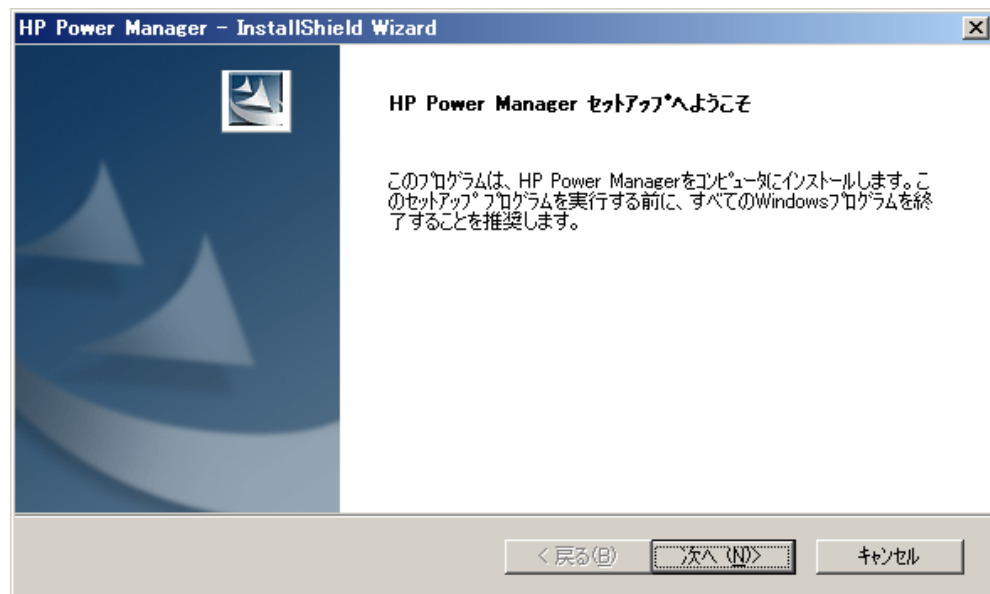 HP Power Manager - InstallShield Wizard
HP Power Manager ｾｯﾄｱｯﾌﾟへようこそ
このﾌﾟﾛｸﾞﾗﾑは、HP Power Managerをｺﾝﾋﾟｭｰﾀにｲﾝｽﾄｰﾙします。こ
のｾｯﾄｱｯﾌﾟ ﾌﾟﾛｸﾞﾗﾑを実行する前に、すべてのWindowsﾌﾟﾛｸﾞﾗﾑを終
了することを推奨します。
< 戻る(B)
次へ (N)>
ｷｬﾝｾﾙ